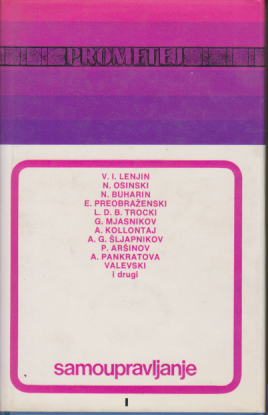 PROMETEJ
V. I. LENJIN
N. OSINSKI
N. BUHARIN
E. PREOBRAŽENSKI
L. D. B. TROCKI
G. MJASNIKOV
A. KOLLONTAJ
A. G. ŠLJAPNIKOV
P. ARŠINOV
A. PANKRATOVA
VALEVSKI
i drugi
samoupravljanje
I